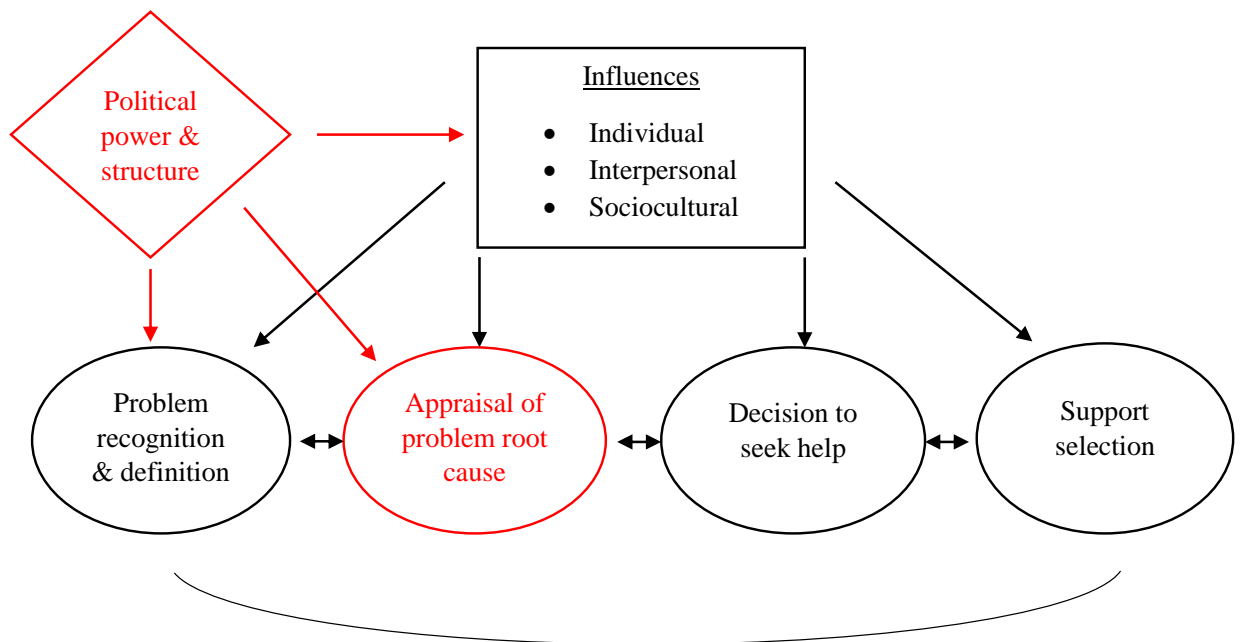 Political
power &
structure
Influences
• Individual
• Interpersonal
• Sociocultural
Problem
recognition
& definition
Appraisal of
problem root
cause
Decision to
seek help
Support
selection